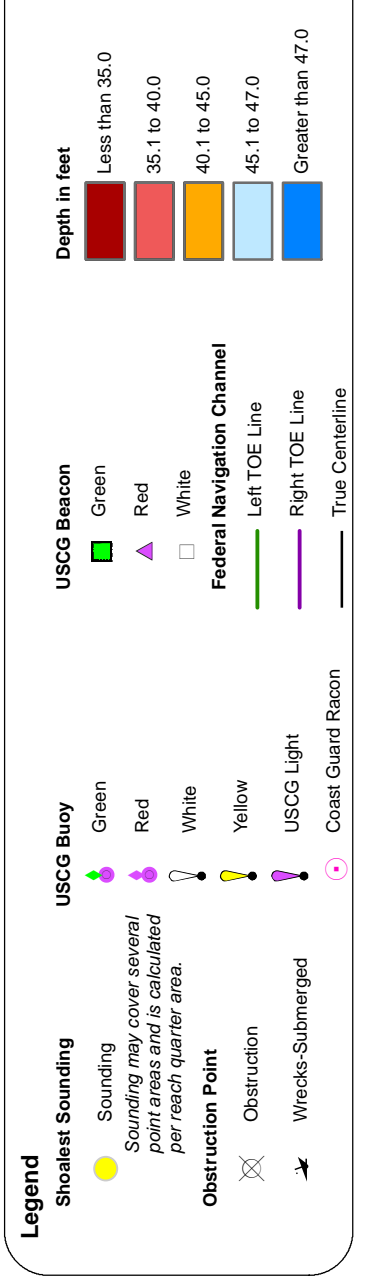 Legend
Shoalest Sounding
Sounding
Sounding may cover several
point areas and is calculated
per reach quarter area.
Obstruction Point
Obstruction
Wrecks-Submerged
USCG Buoy
Green
Red
White
Yellow
USCG Light
Coast Guard Racon
USCG Beacon
Green
Red
White
Federal Navigation Channel
Left TOE Line
Right TOE Line
True Centerline
Depth in feet
Less than 35.0
35.1 to 40.0
40.1 to 45.0
45.1 to 47.0
Greater than 47.0